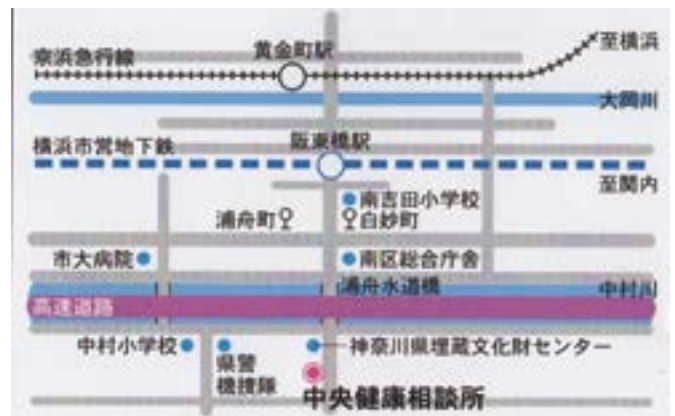 京浜急行線
黄金町駅
至横浜
大岡川
横浜市営地下鉄
阪東橋駅
至関内
南吉田小学校
浦舟町
白妙町
市大病院
南区総合庁舎
浦舟水道橋
中村川
高速道路
中村小学校
県警
機捜隊
神奈川県埋蔵文化財センター
中央健康相談所